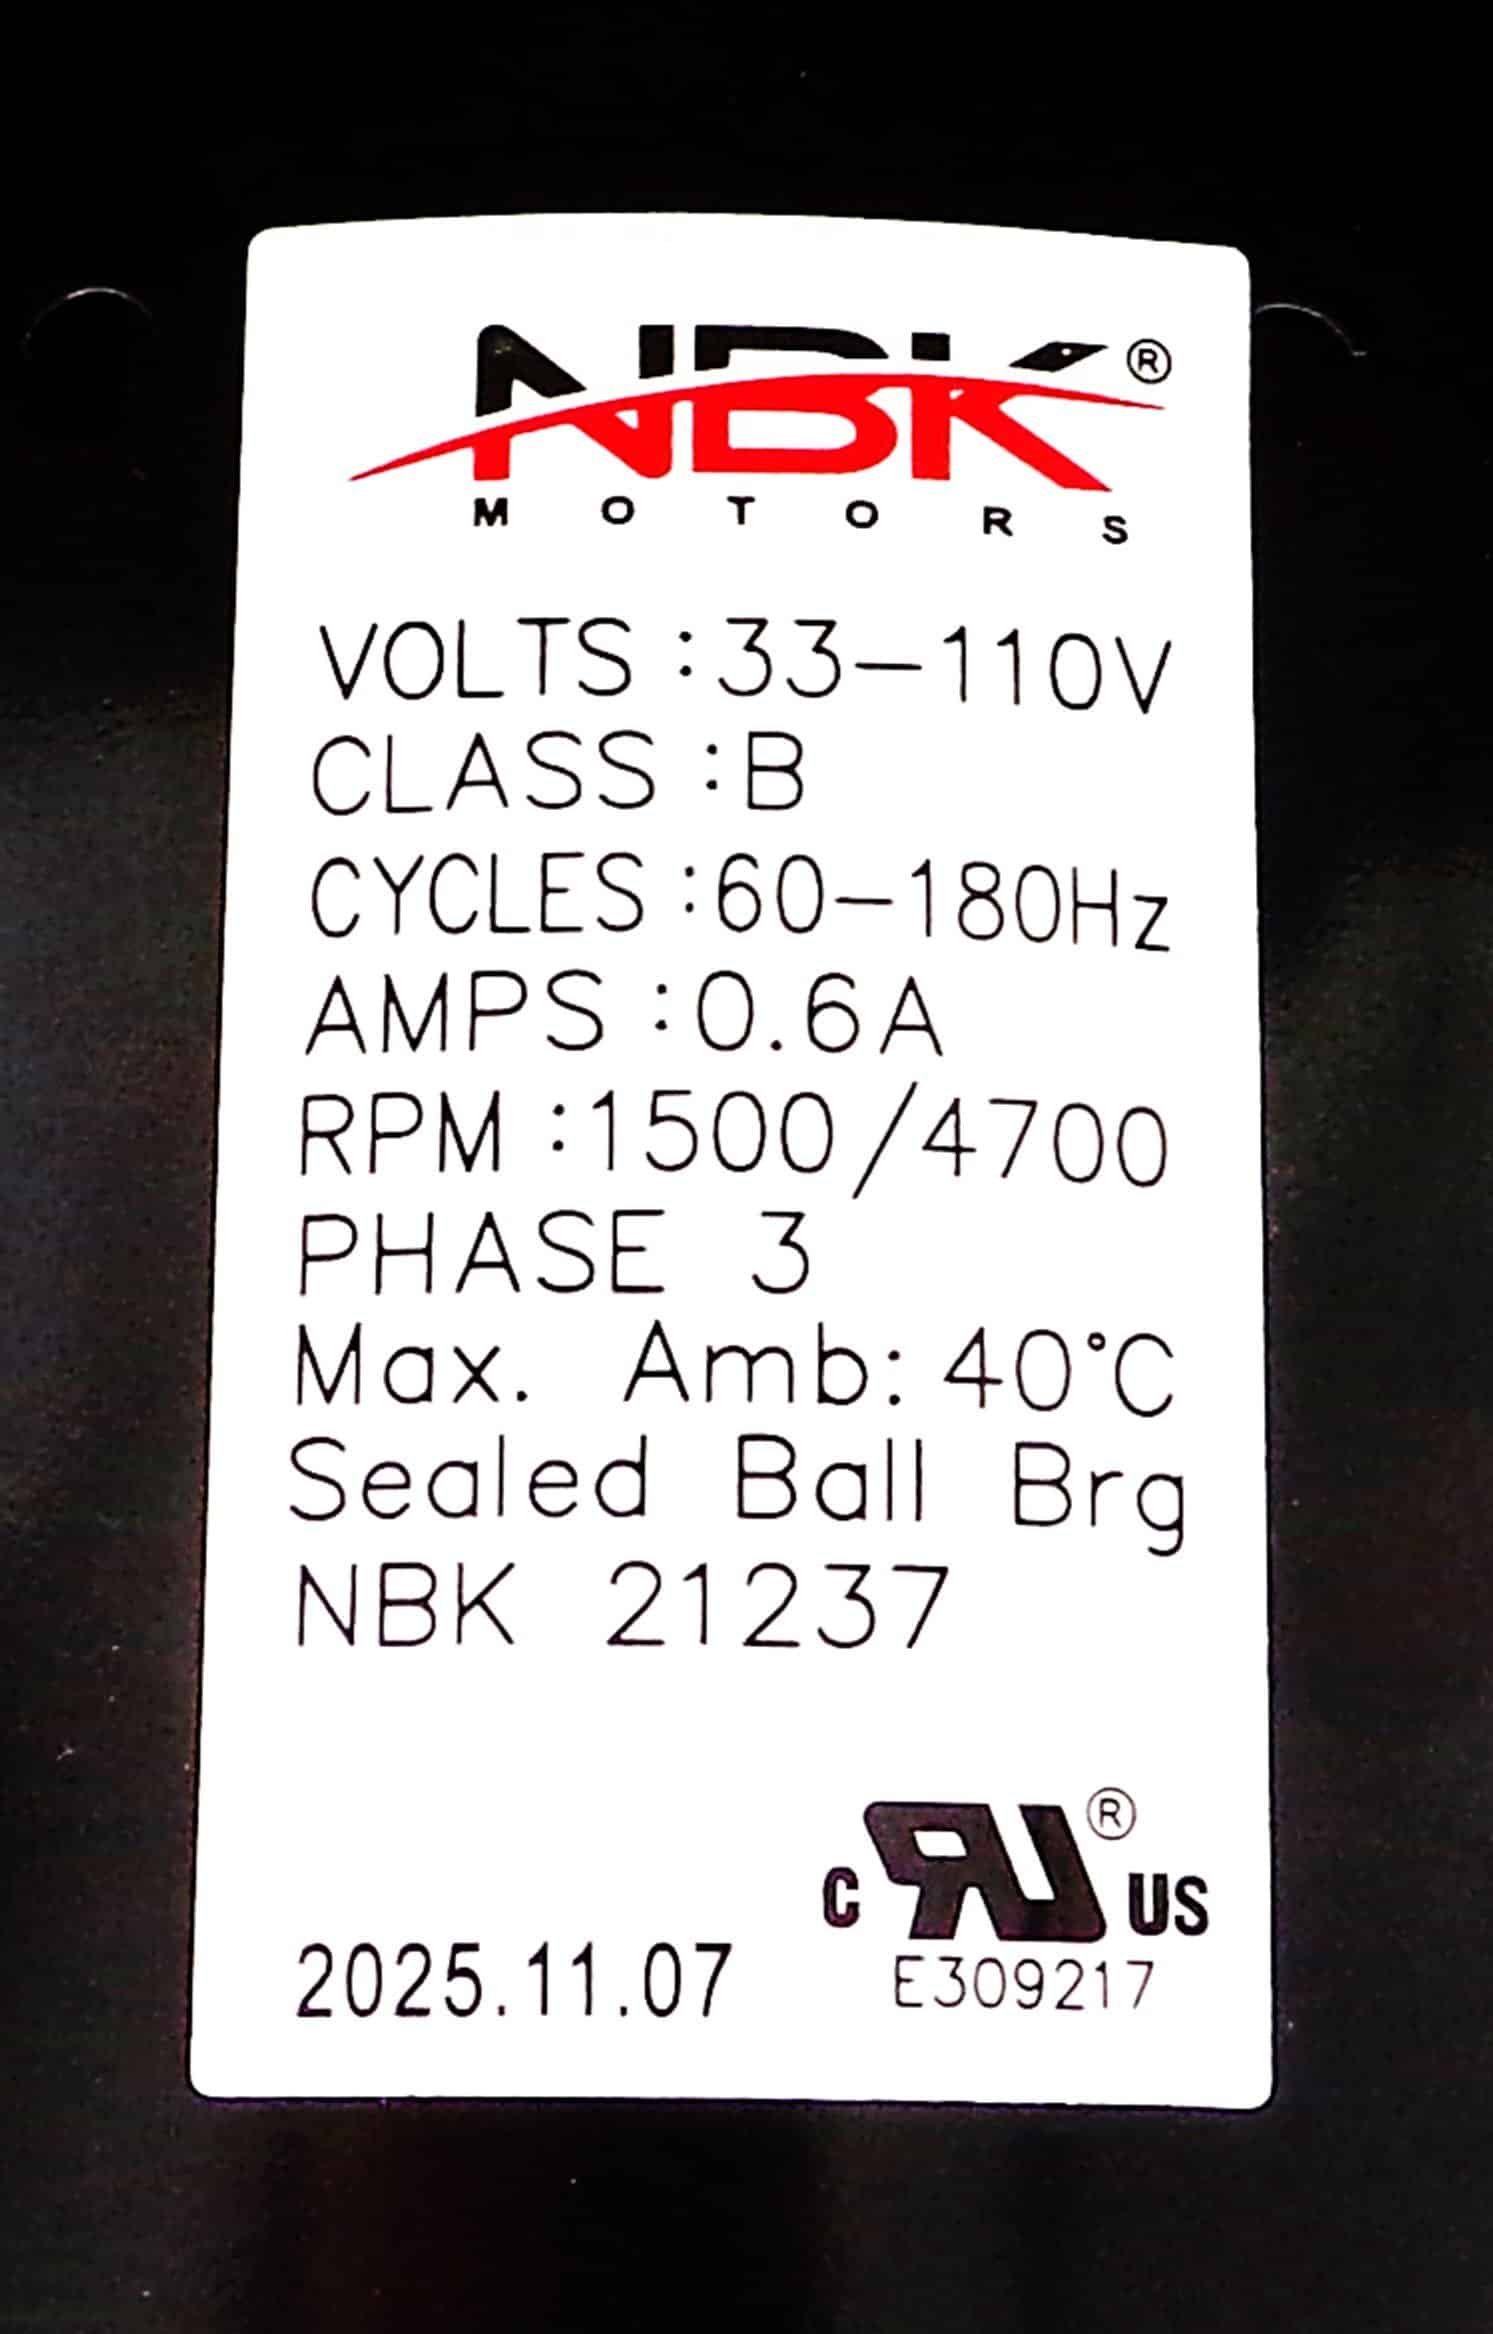 NBK®
MOTORS
VOLTS :33-110V
CLASS :B
CYCLES :60-180Hz
AMPS :0.6A
RPM :1500/4700
PHASE 3
Max. Amb: 40°C
Sealed Ball Brg
NBK 21237
c RU® US
E309217
2025.11.07